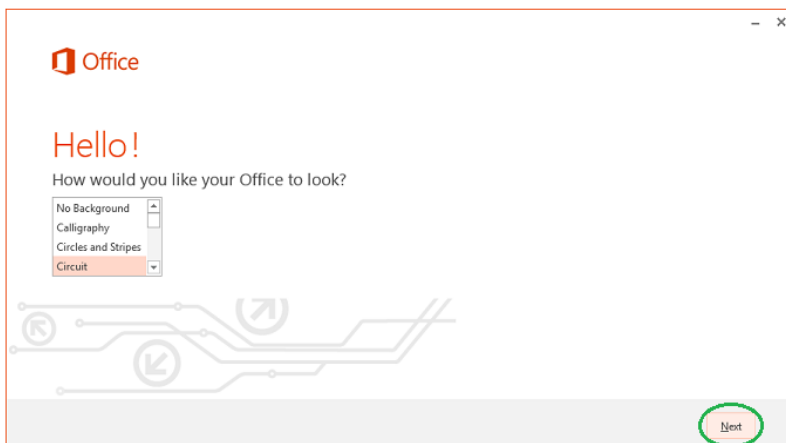 Office
Hello!
How would you like your Office to look?
No Background
Calligraphy
Circles and Stripes
Circuit
Next